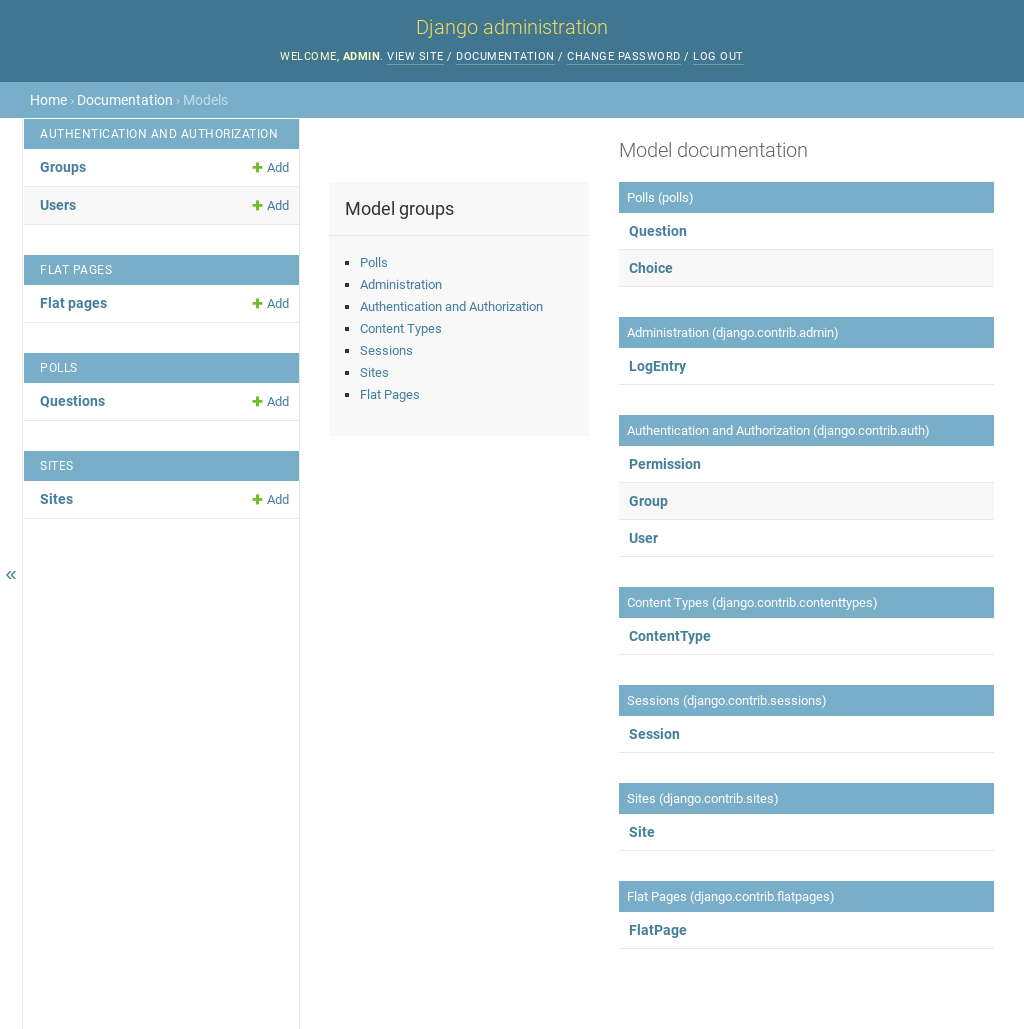 Django administration
WELCOME, ADMIN. VIEW SITE / DOCUMENTATION / CHANGE PASSWORD / LOG OUT
Home › Documentation › Models
AUTHENTICATION AND AUTHORIZATION
Groups Add
Users Add
FLAT PAGES
Flat pages Add
POLLS
Questions Add
SITES
Sites Add
«
Model groups
Polls
Administration
Authentication and Authorization
Content Types
Sessions
Sites
Flat Pages
Model documentation
Polls (polls)
Question
Choice
Administration (django.contrib.admin)
LogEntry
Authentication and Authorization (django.contrib.auth)
Permission
Group
User
Content Types (django.contrib.contenttypes)
ContentType
Sessions (django.contrib.sessions)
Session
Sites (django.contrib.sites)
Site
Flat Pages (django.contrib.flatpages)
FlatPage